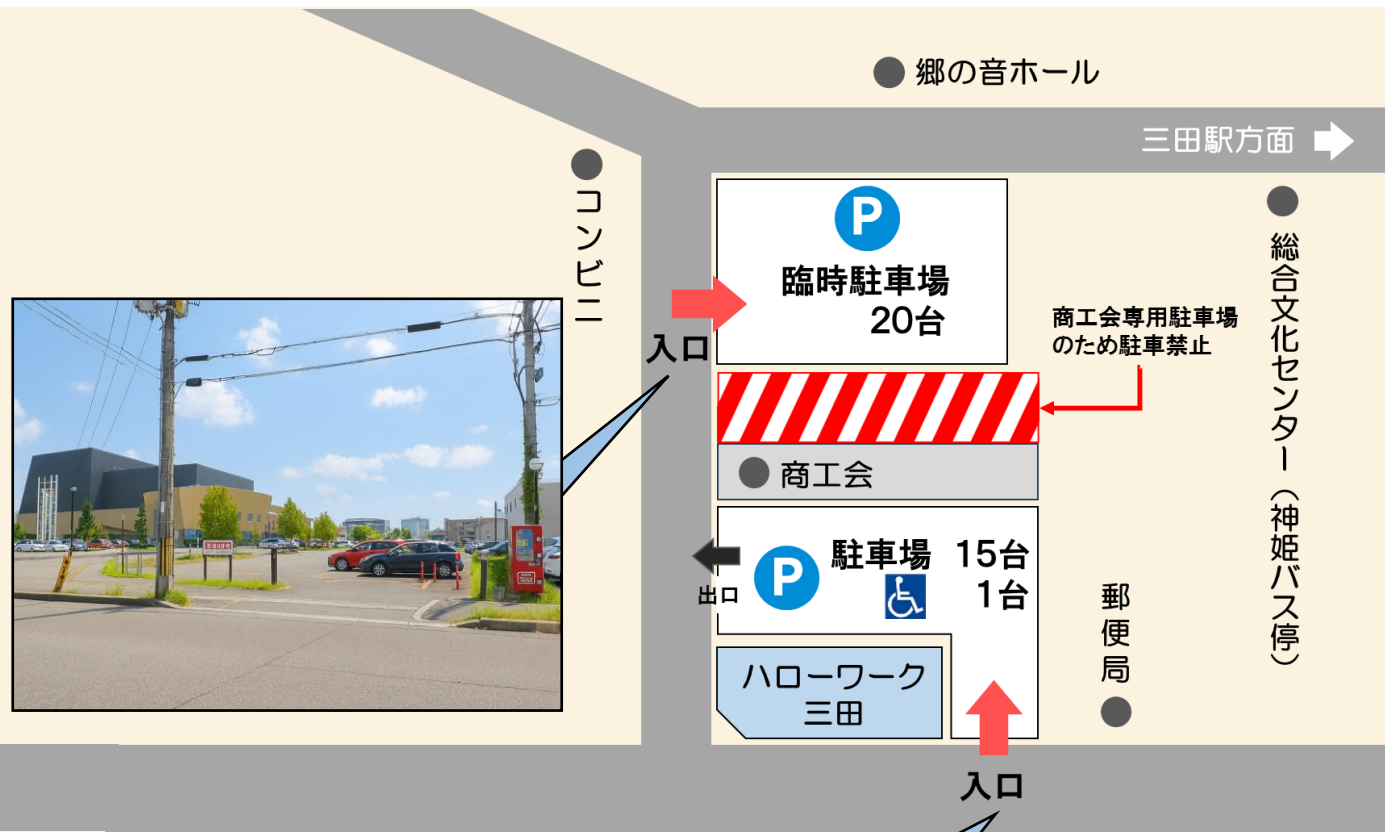 郷の音ホール
三田駅方面
コンビニ
P
臨時駐車場
20台
入口
商工会専用駐車場
のため駐車禁止
総合文化センター（神姫バス停）
商工会
P
駐車場 15台
1台
出口
郵便局
ハローワーク
三田
入口